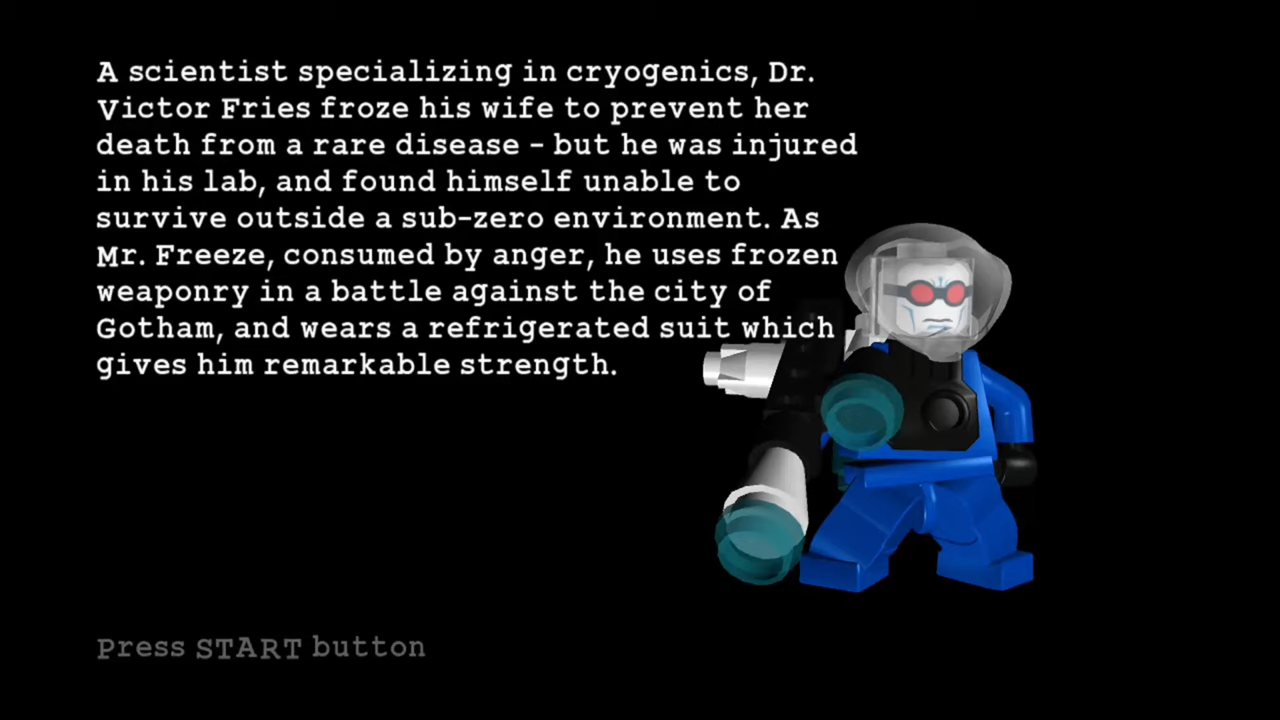 A scientist specializing in cryogenics, Dr.
Victor Fries froze his wife to prevent her
death from a rare disease - but he was injured
in his lab, and found himself unable to
survive outside a sub-zero environment. As
Mr. Freeze, consumed by anger, he uses frozen
weaponry in a battle against the city of
Gotham, and wears a refrigerated suit which
gives him remarkable strength.
Press START button